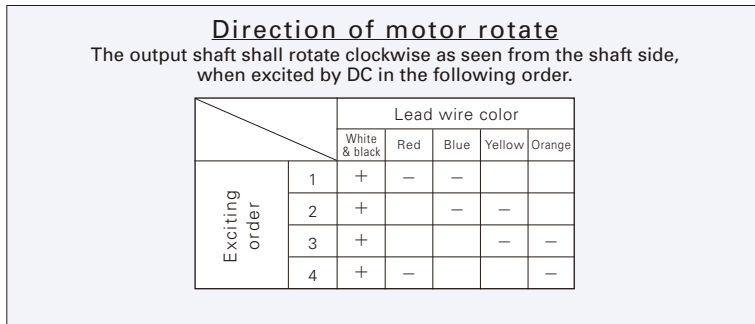 Direction of motor rotate
The output shaft shall rotate clockwise as seen from the shaft side,
when excited by DC in the following order.
Lead wire color
White & black Red Blue Yellow Orange
Exciting order
1 + − −
2 + − −
3 + − −
4 + − −